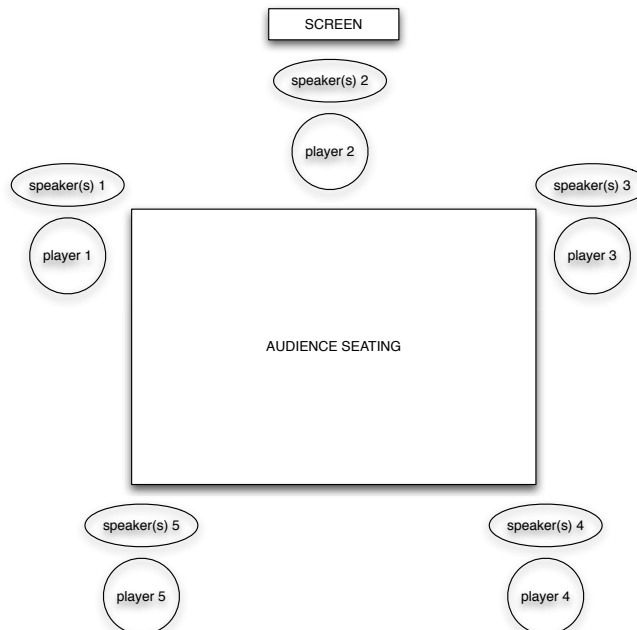 SCREEN
speaker(s) 2
player 2
speaker(s) 1
speaker(s) 3
player 1
player 3
AUDIENCE SEATING
speaker(s) 5
speaker(s) 4
player 5
player 4